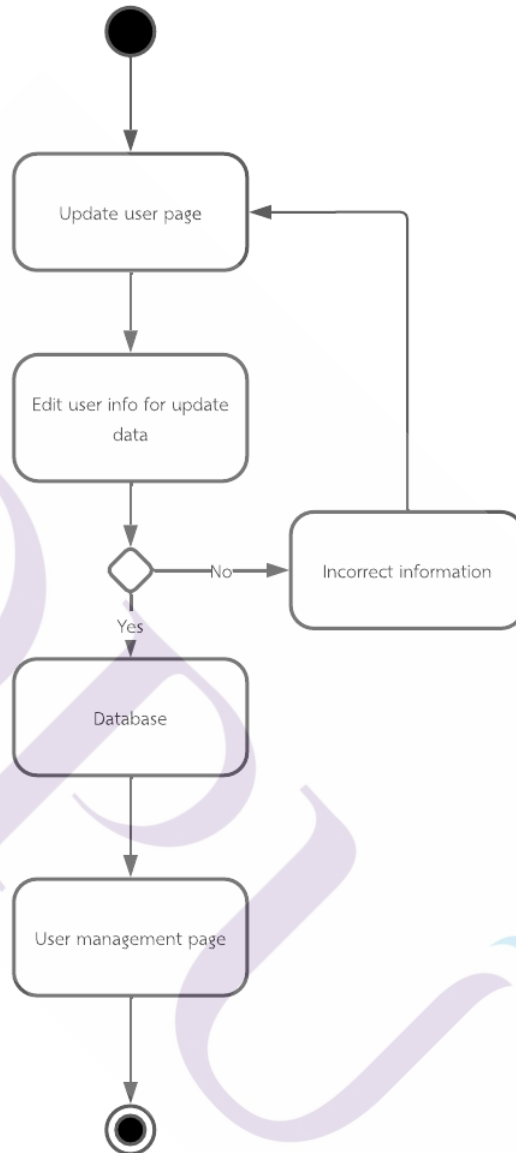 Update user page
Edit user info for update
data
No
Incorrect information
Yes
Database
User management page